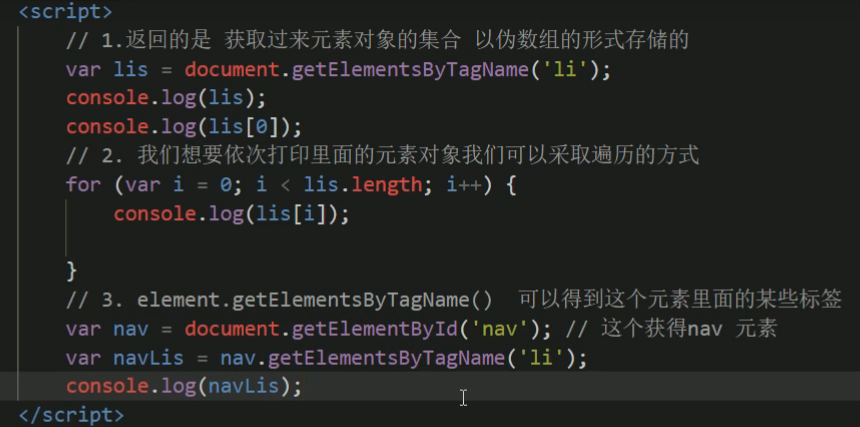 <script>
// 1.返回的是 获取过来元素对象的集合 以伪数组的形式存储的
var lis = document.getElementsByTagName('li');
console.log(lis);
console.log(lis[0]);
// 2. 我们想要依次打印里面的元素对象我们可以采取遍历的方式
for (var i = 0; i < lis.length; i++) {
console.log(lis[i]);
}
// 3. element.getElementsByTagName() 可以得到这个元素里面的某些标签
var nav = document.getElementById('nav'); // 这个获得nav 元素
var navLis = nav.getElementsByTagName('li');
console.log(navLis);
</script>